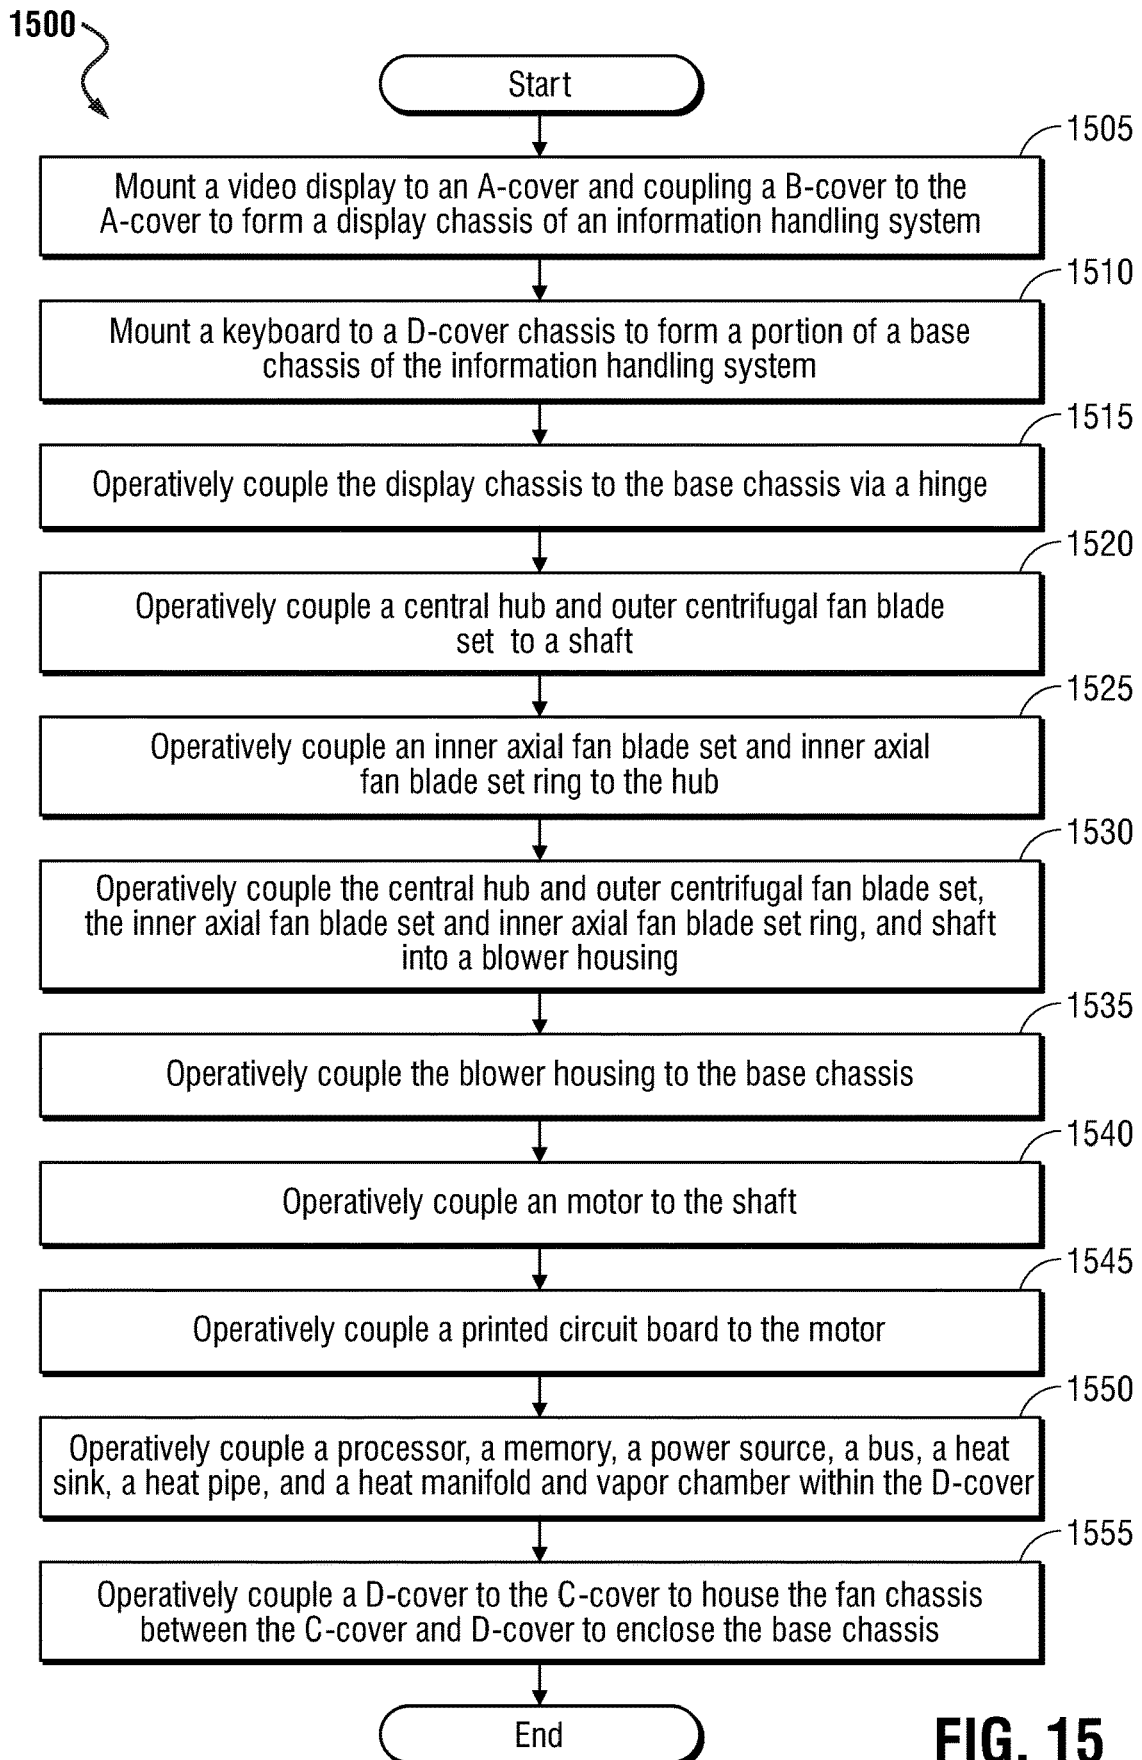 1500
Start
1505
Mount a video display to an A-cover and coupling a B-cover to the
A-cover to form a display chassis of an information handling system
1510
Mount a keyboard to a D-cover chassis to form a portion of a base
chassis of the information handling system
1515
Operatively couple the display chassis to the base chassis via a hinge
1520
Operatively couple a central hub and outer centrifugal fan blade
set to a shaft
1525
Operatively couple an inner axial fan blade set and inner axial
fan blade set ring to the hub
1530
Operatively couple the central hub and outer centrifugal fan blade set,
the inner axial fan blade set and inner axial fan blade set ring, and shaft
into a blower housing
1535
Operatively couple the blower housing to the base chassis
1540
Operatively couple an motor to the shaft
1545
Operatively couple a printed circuit board to the motor
1550
Operatively couple a processor, a memory, a power source, a bus, a heat
sink, a heat pipe, and a heat manifold and vapor chamber within the D-cover
1555
Operatively couple a D-cover to the C-cover to house the fan chassis
between the C-cover and D-cover to enclose the base chassis
End
FIG. 15